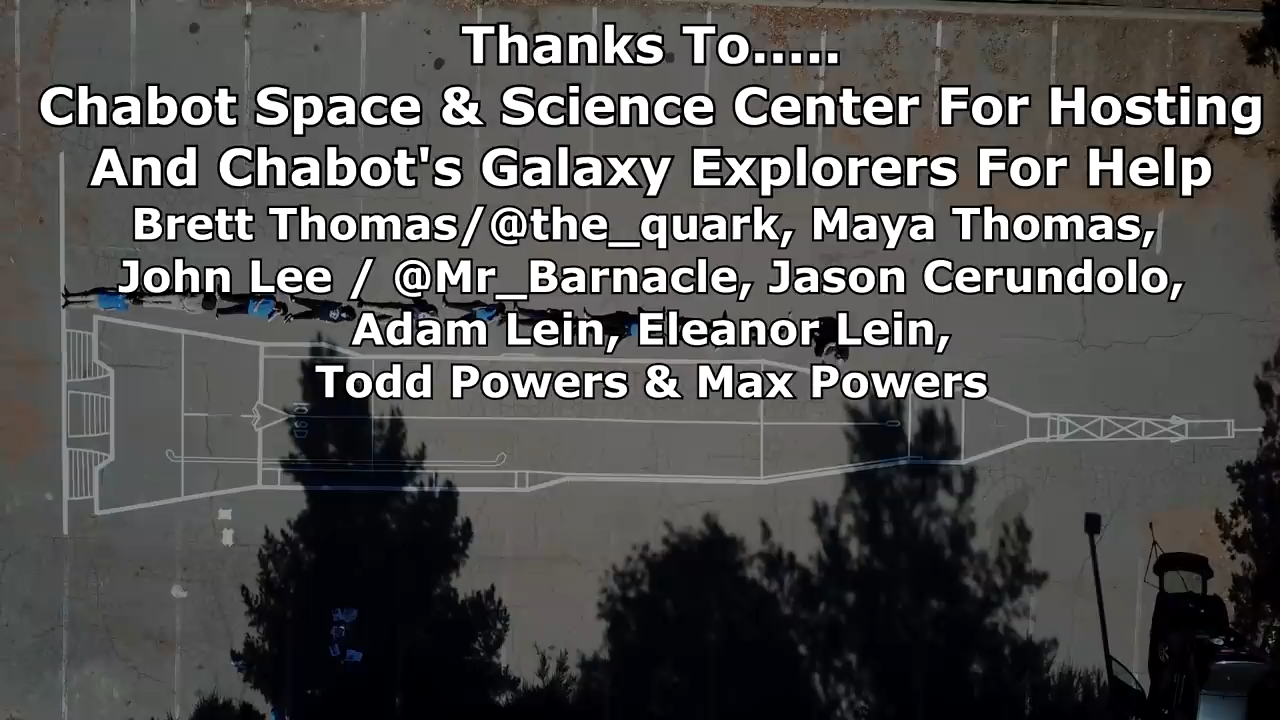 Thanks To.....
Chabot Space & Science Center For Hosting
And Chabot's Galaxy Explorers For Help
Brett Thomas/@the_quark, Maya Thomas,
John Lee / @Mr_Barnacle, Jason Cerundolo,
Adam Lein, Eleanor Lein,
Todd Powers & Max Powers